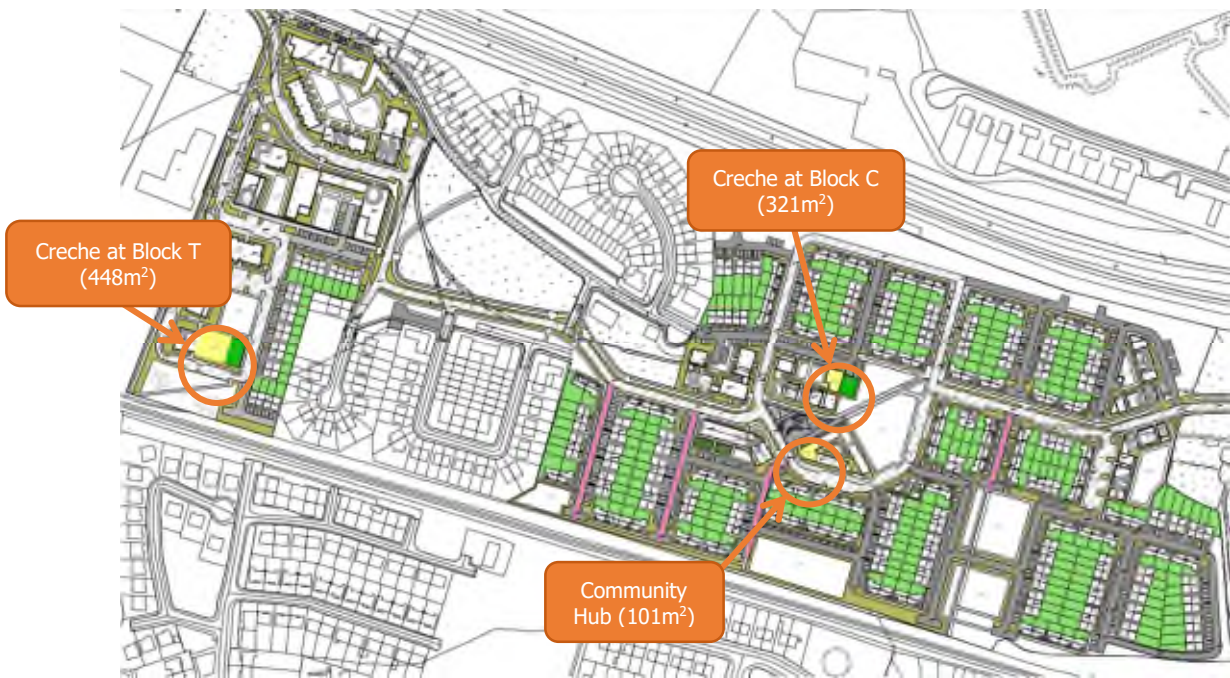 Creche at Block C
(321m²)
Creche at Block T
(448m²)
Community
Hub (101m²)